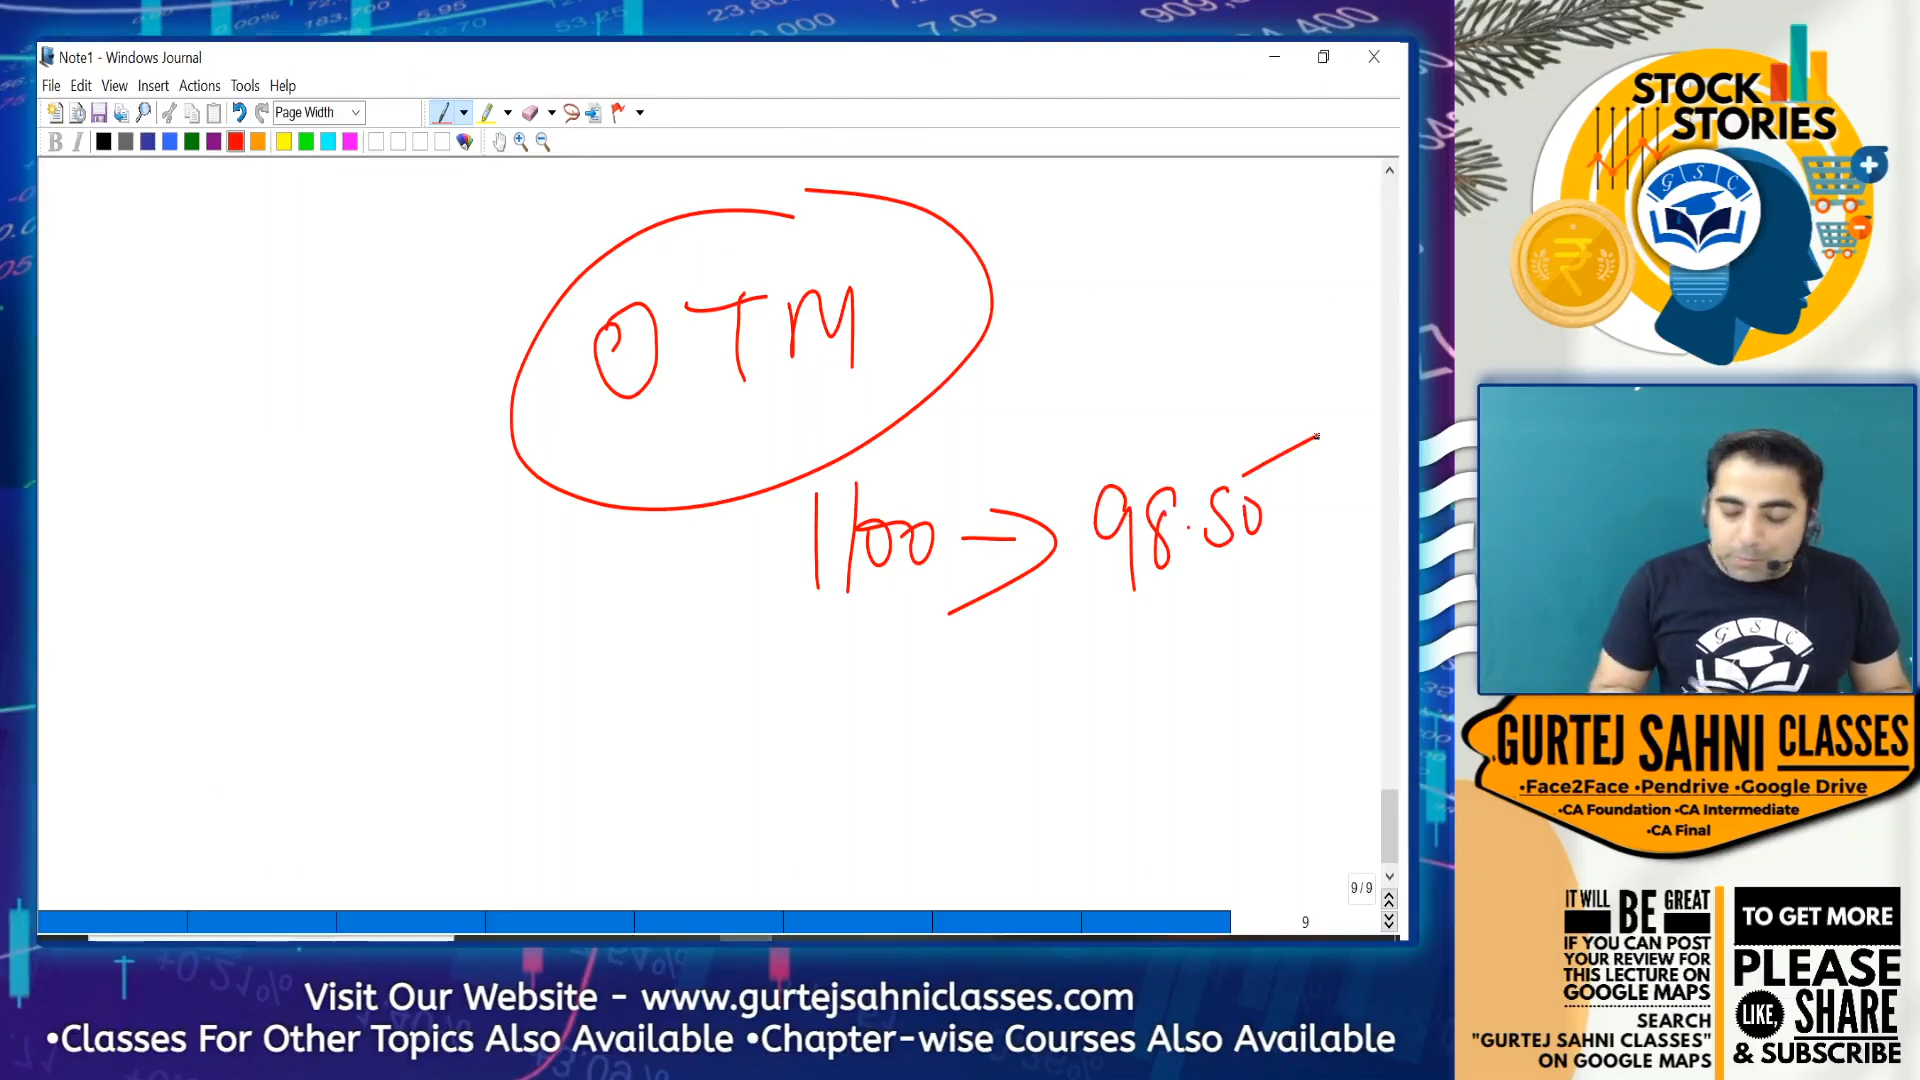 Note1 - Windows Journal
File Edit View Insert Actions Tools Help
Page Width
B I
OTM
1100 → 98.50
9/9
9
STOCK
STORIES
G S C
G S C
GURTEJ SAHNI CLASSES
•Face2Face •Pendrive •Google Drive
•CA Foundation •CA Intermediate
•CA Final
IT WILL BE GREAT
IF YOU CAN POST
YOUR REVIEW FOR
THIS LECTURE ON
GOOGLE MAPS
SEARCH
"GURTEJ SAHNI CLASSES"
ON GOOGLE MAPS
TO GET MORE
PLEASE
LIKE, SHARE
& SUBSCRIBE
Visit Our Website - www.gurtejsahniclasses.com
•Classes For Other Topics Also Available •Chapter-wise Courses Also Available